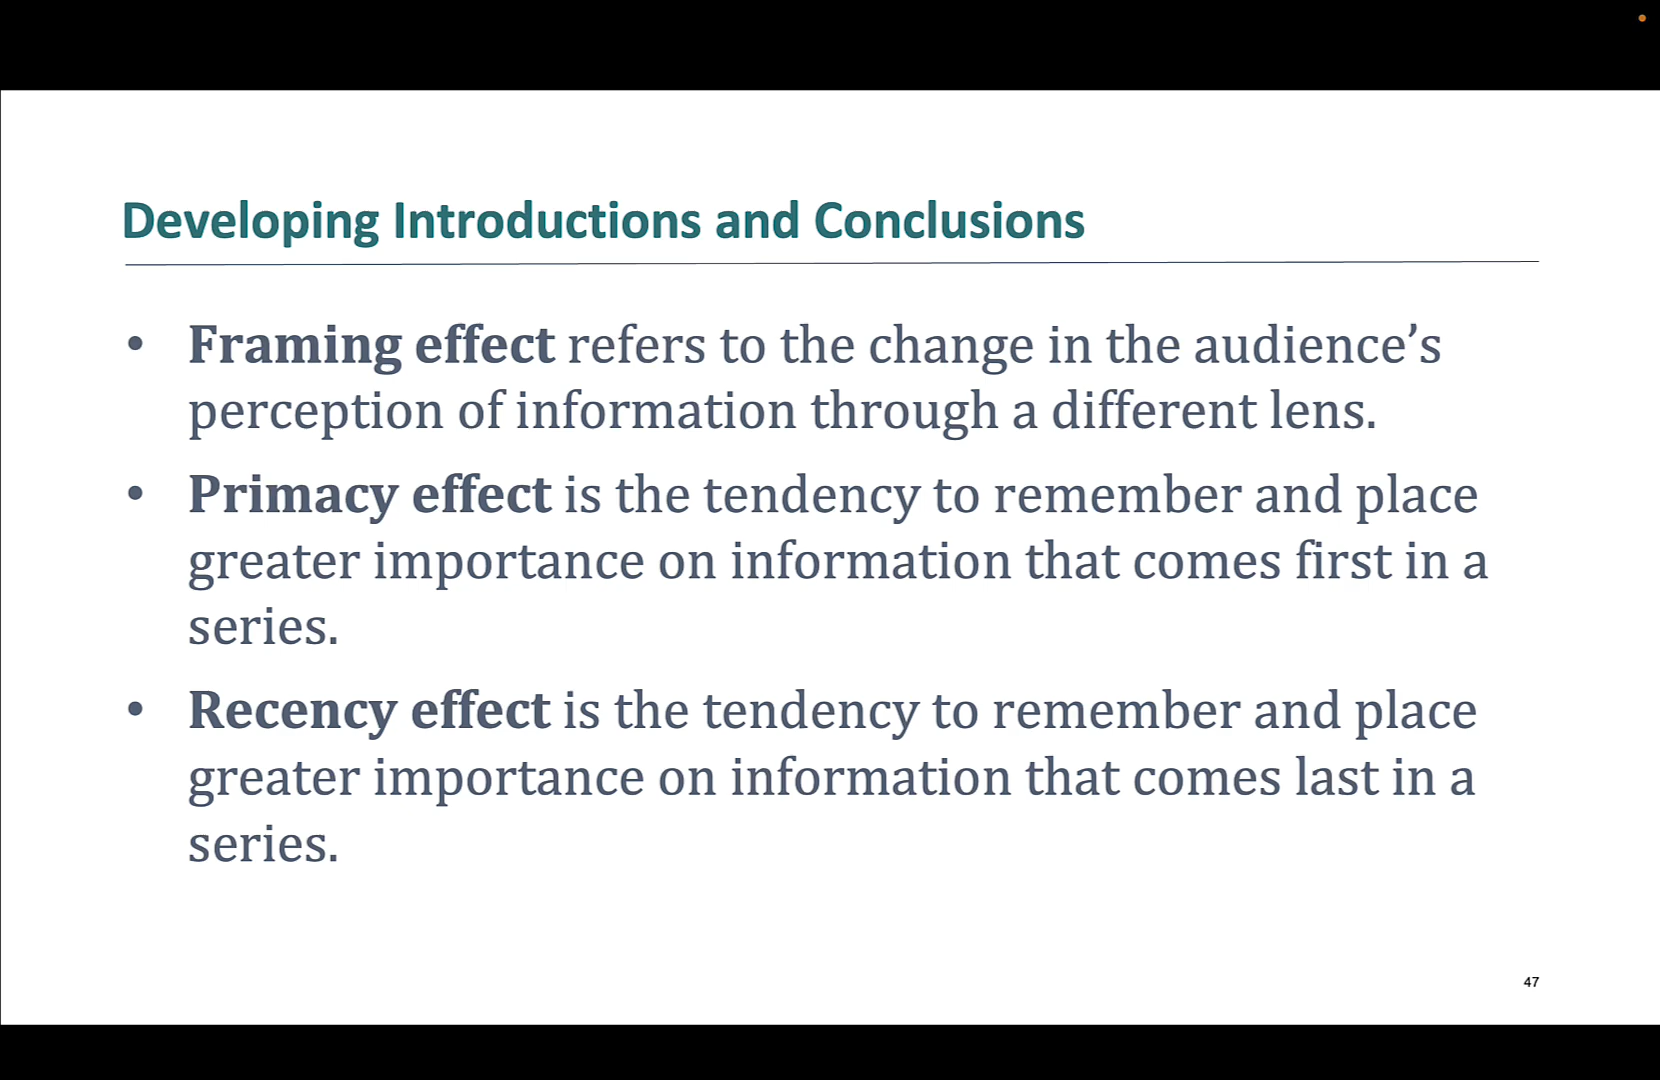 Developing Introductions and Conclusions
• Framing effect refers to the change in the audience’s
perception of information through a different lens.
• Primacy effect is the tendency to remember and place
greater importance on information that comes first in a
series.
• Recency effect is the tendency to remember and place
greater importance on information that comes last in a
series.
47